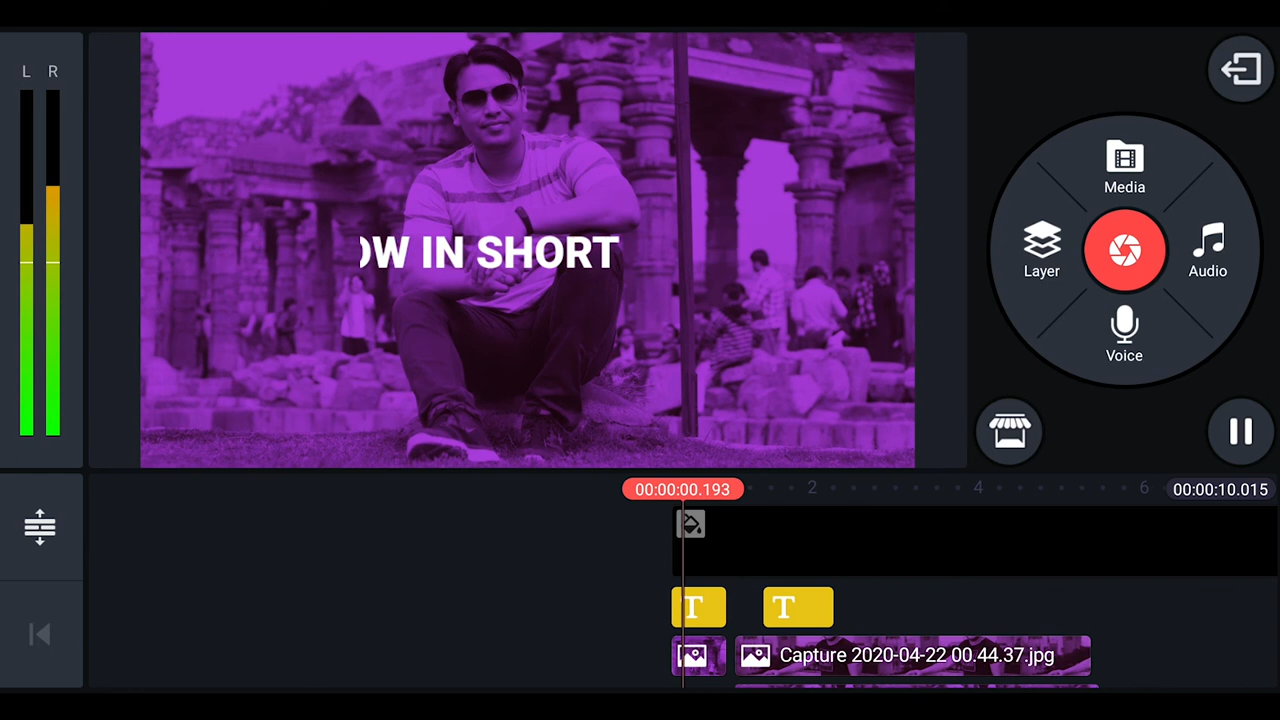 L R
Media
Layer
Audio
Voice
OW IN SHORT
00:00:00.193
2
4
6
00:00:10.015
T
T
Capture 2020-04-22 00.44.37.jpg